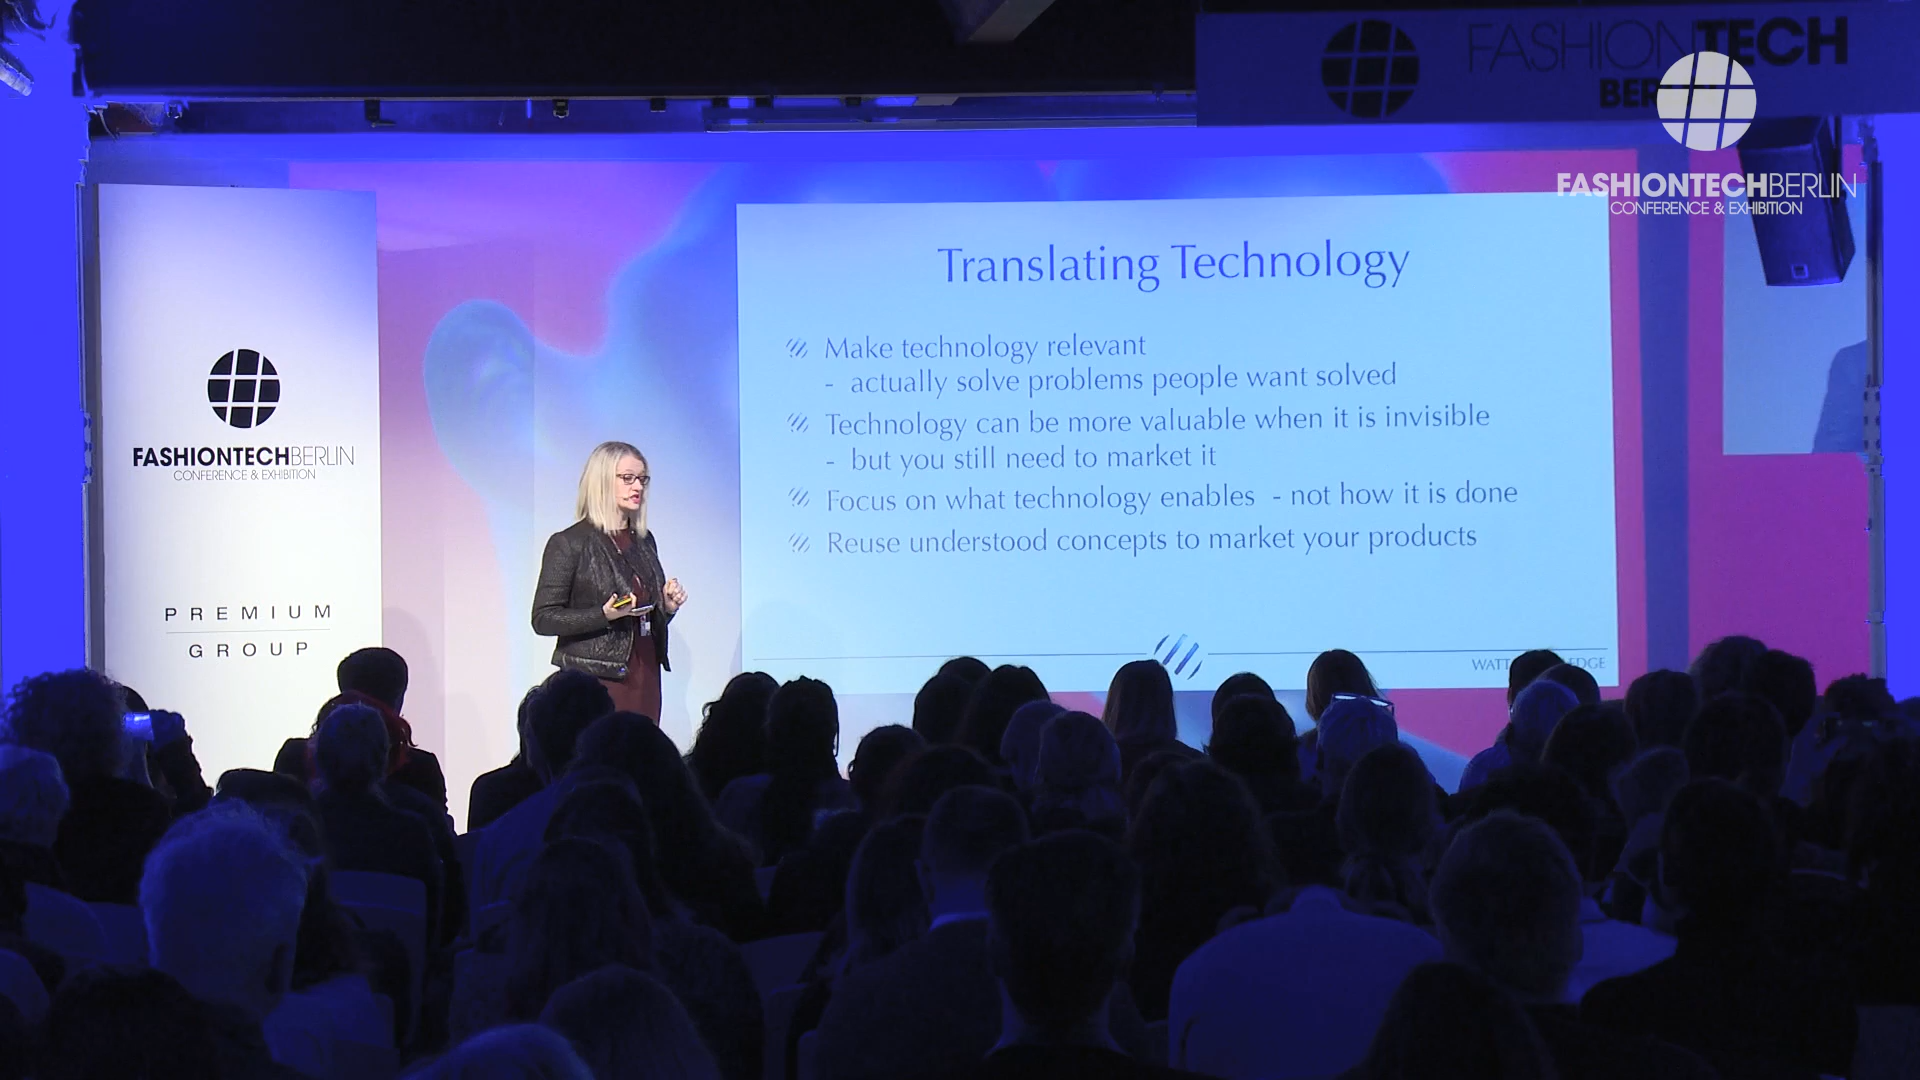 FASHIONTECH
FASHIONTECHBERLIN
CONFERENCE & EXHIBITION
FASHIONTECHBERLIN
CONFERENCE & EXHIBITION
PREMIUM
GROUP
Translating Technology
Make technology relevant
- actually solve problems people want solved
Technology can be more valuable when it is invisible
- but you still need to market it
Focus on what technology enables - not how it is done
Reuse understood concepts to market your products